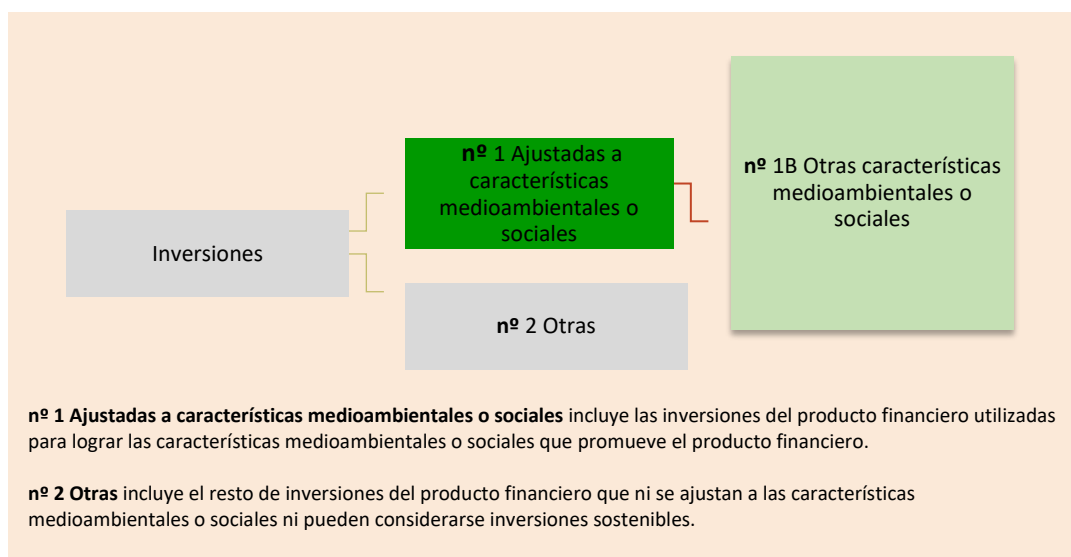 nº 1 Ajustadas a
características
medioambientales o
sociales
nº 1B Otras características
medioambientales o
sociales
Inversiones
nº 2 Otras
nº 1 Ajustadas a características medioambientales o sociales incluye las inversiones del producto financiero utilizadas
para lograr las características medioambientales o sociales que promueve el producto financiero.
nº 2 Otras incluye el resto de inversiones del producto financiero que ni se ajustan a las características
medioambientales o sociales ni pueden considerarse inversiones sostenibles.